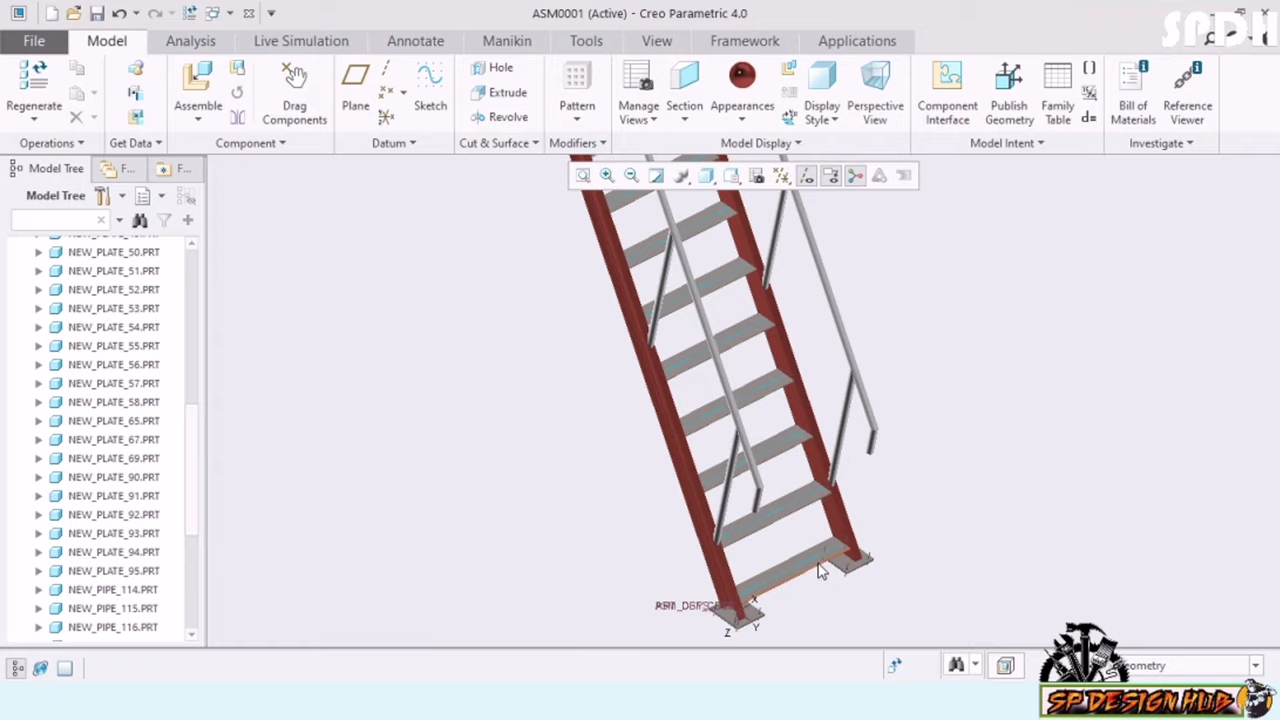 ASM0001 (Active) - Creo Parametric 4.0
SPDH
File Model Analysis Live Simulation Annotate Manikin Tools View Framework Applications
Regenerate
Assemble
Drag
Components
Plane
Sketch
Hole
Extrude
Revolve
Pattern
Manage
Views
Section
Appearances
Display
Style
Perspective
View
Component
Interface
Publish
Geometry
Family
Table
d=
Bill of
Materials
Reference
Viewer
Operations Get Data Component Datum Cut & Surface Modifiers Model Display Model Intent Investigate
Model Tree F... F...
Model Tree
NEW_PLATE_50.PRT
NEW_PLATE_51.PRT
NEW_PLATE_52.PRT
NEW_PLATE_53.PRT
NEW_PLATE_54.PRT
NEW_PLATE_55.PRT
NEW_PLATE_56.PRT
NEW_PLATE_57.PRT
NEW_PLATE_58.PRT
NEW_PLATE_65.PRT
NEW_PLATE_67.PRT
NEW_PLATE_69.PRT
NEW_PLATE_90.PRT
NEW_PLATE_91.PRT
NEW_PLATE_92.PRT
NEW_PLATE_93.PRT
NEW_PLATE_94.PRT
NEW_PLATE_95.PRT
NEW_PIPE_114.PRT
NEW_PIPE_115.PRT
NEW_PIPE_116.PRT
X
Z Y
ometry
SP DESIGN HUB